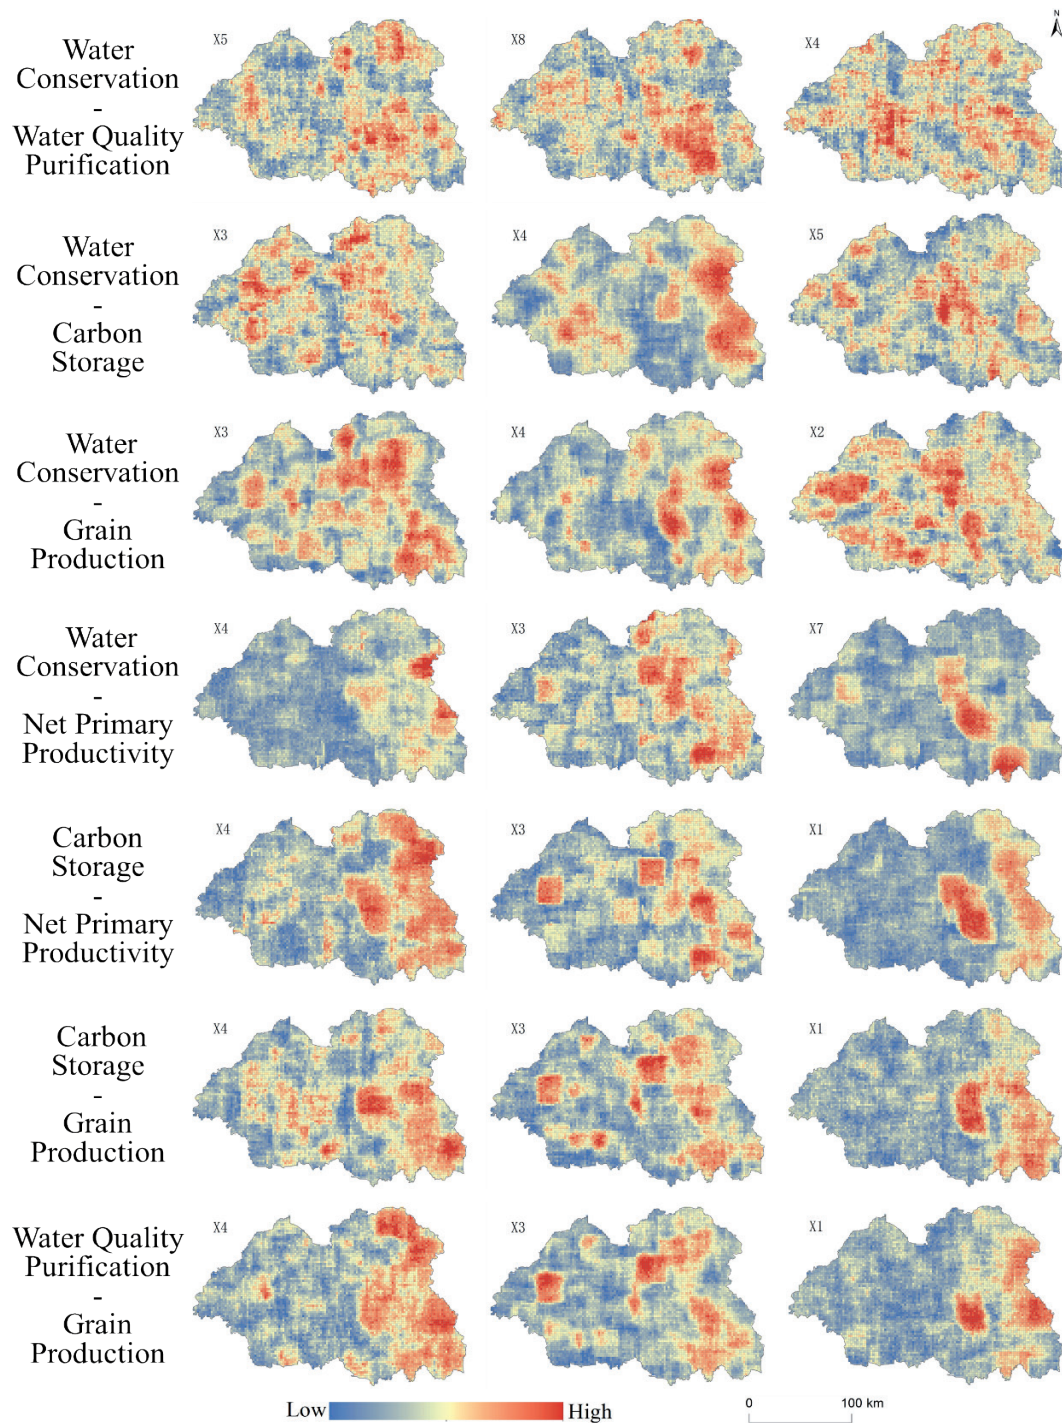 N
Water
Conservation
-
Water Quality
Purification
X5
X8
X4
Water
Conservation
-
Carbon
Storage
X3
X4
X5
Water
Conservation
-
Grain
Production
X3
X4
X2
Water
Conservation
-
Net Primary
Productivity
X4
X3
X7
Carbon
Storage
-
Net Primary
Productivity
X4
X3
X1
Carbon
Storage
-
Grain
Production
X4
X3
X1
Water Quality
Purification
-
Grain
Production
X4
X3
X1
Low High
0 100 km